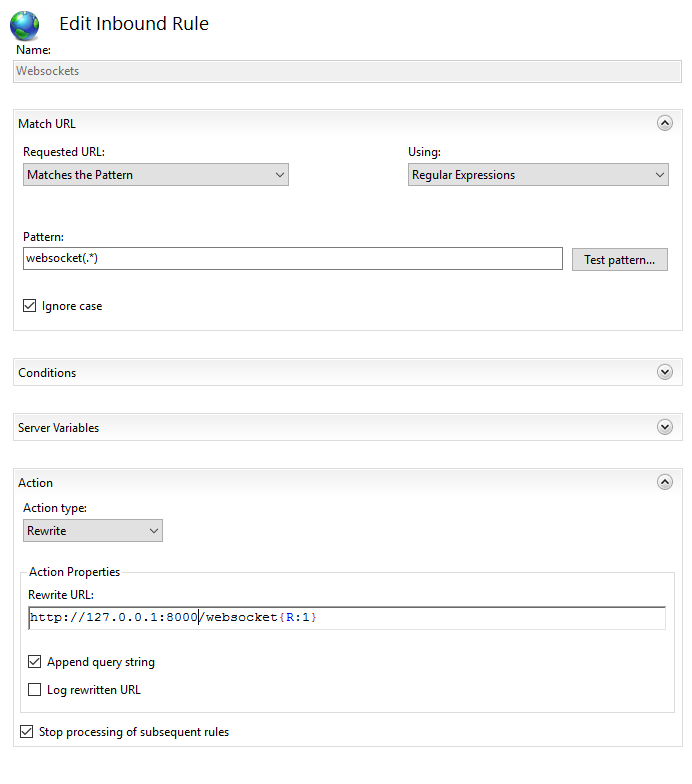 Edit Inbound Rule
Name:
Websockets
Match URL
Requested URL:
Using:
Matches the Pattern
Regular Expressions
Pattern:
websocket(.*)
Test pattern...
Ignore case
Conditions
Server Variables
Action
Action type:
Rewrite
Action Properties
Rewrite URL:
http://127.0.0.1:8000/websocket{R:1}
Append query string
Log rewritten URL
Stop processing of subsequent rules